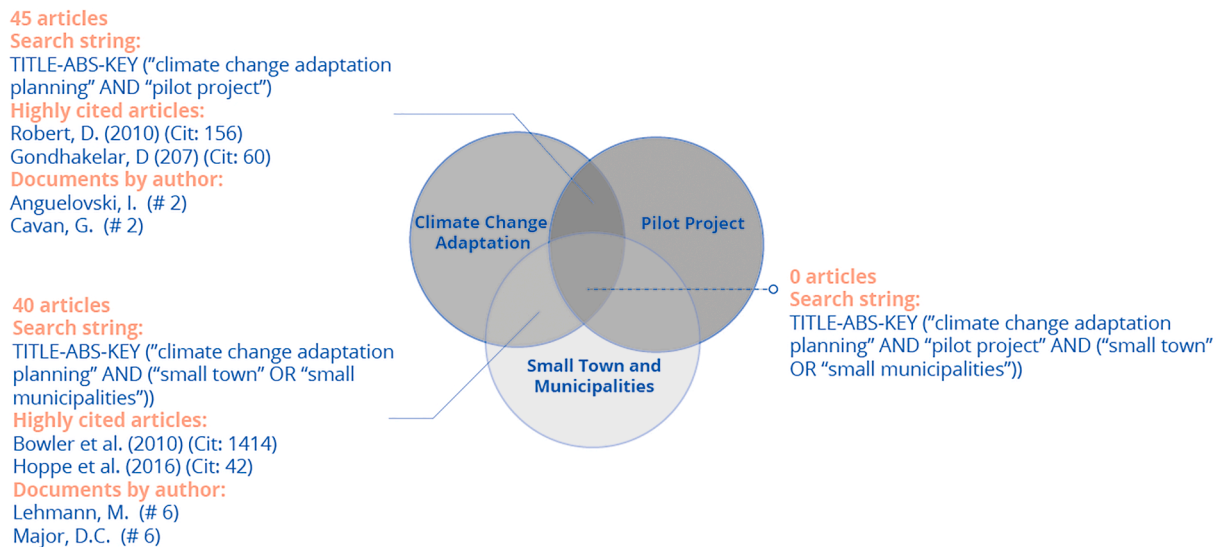 45 articles
Search string:
TITLE-ABS-KEY (”climate change adaptation
planning” AND “pilot project”)
Highly cited articles:
Robert, D. (2010) (Cit: 156)
Gondhakelar, D (207) (Cit: 60)
Documents by author:
Anguelovski, I.  (# 2)
Cavan, G.  (# 2)
40 articles
Search string:
TITLE-ABS-KEY (”climate change adaptation
planning” AND (“small town” OR “small
municipalities”))
Highly cited articles:
Bowler et al. (2010) (Cit: 1414)
Hoppe et al. (2016) (Cit: 42)
Documents by author:
Lehmann, M.  (# 6)
Major, D.C.  (# 6)
Climate Change
Adaptation
Pilot Project
Small Town and
Municipalities
0 articles
Search string:
TITLE-ABS-KEY (”climate change adaptation
planning” AND “pilot project” AND (“small town”
OR “small municipalities”))